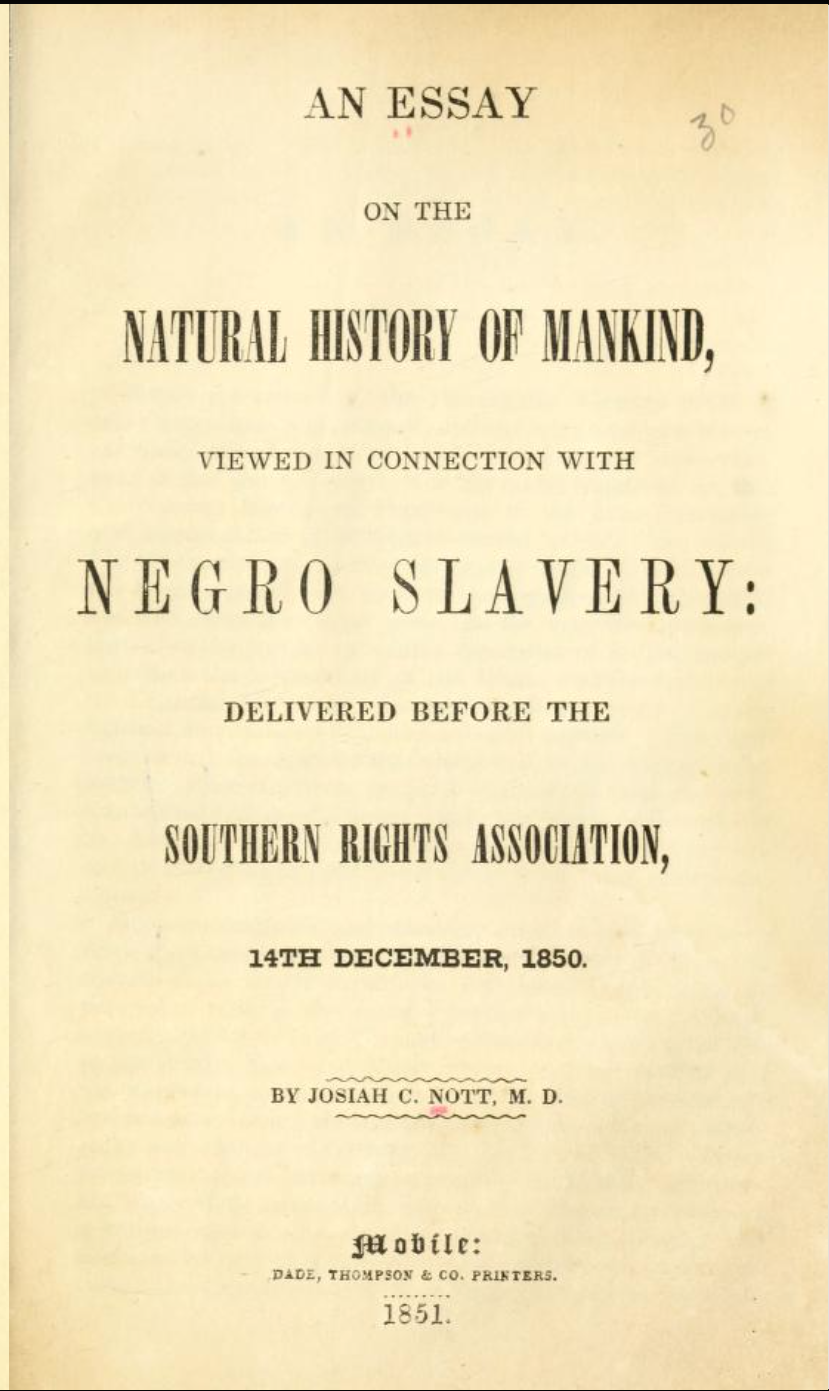 AN ESSAY
30
ON THE
NATURAL HISTORY OF MANKIND,
VIEWED IN CONNECTION WITH
NEGRO SLAVERY:
DELIVERED BEFORE THE
SOUTHERN RIGHTS ASSOCIATION,
14TH DECEMBER, 1850.
BY JOSIAH C. NOTT, M. D.
Mobile:
DADE, THOMPSON & CO. PRINTERS.
1851.